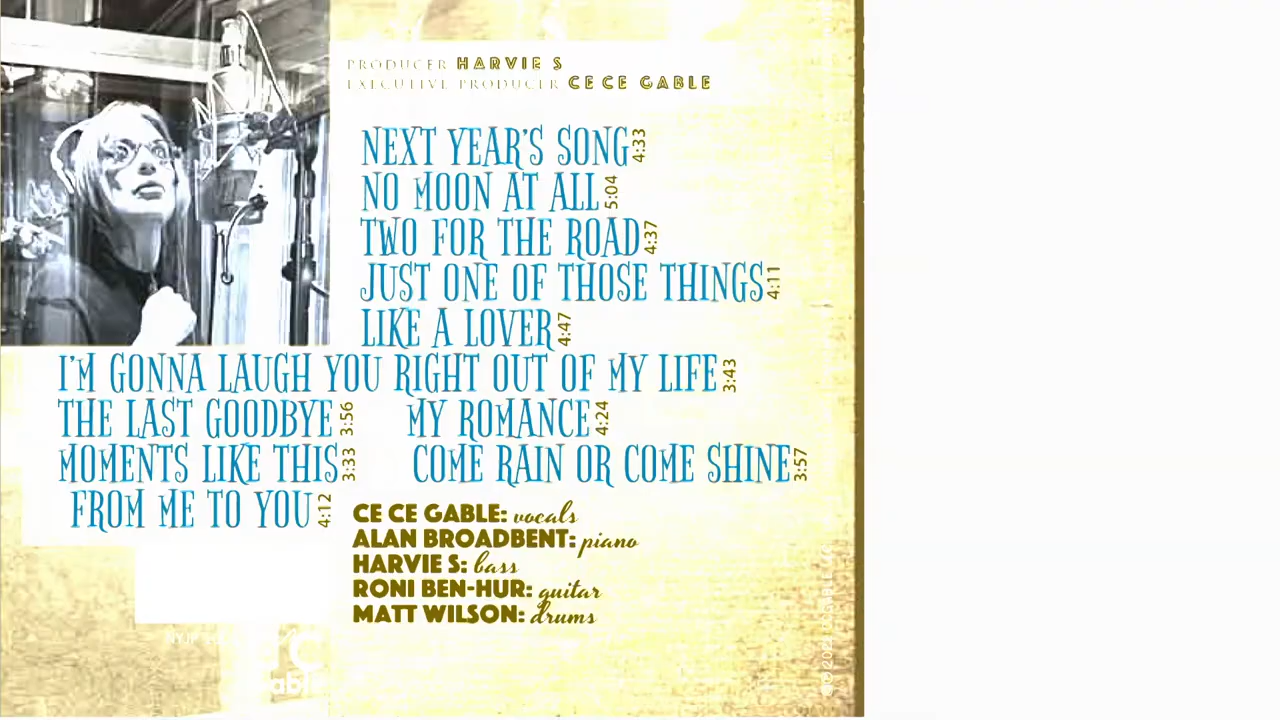 PRODUCER HARVIE S
EXECUTIVE PRODUCER CE CE GABLE
NEXT YEAR'S SONG 4:33
NO MOON AT ALL 5:04
TWO FOR THE ROAD 4:37
JUST ONE OF THOSE THINGS 4:11
LIKE A LOVER 4:47
I'M GONNA LAUGH YOU RIGHT OUT OF MY LIFE 3:43
THE LAST GOODBYE 3:56 MY ROMANCE 4:24
MOMENTS LIKE THIS 3:33 COME RAIN OR COME SHINE 3:57
FROM ME TO YOU 4:12
CE CE GABLE: vocals
ALAN BROADBENT: piano
HARVIE S: bass
RONI BEN-HUR: guitar
MATT WILSON: drums